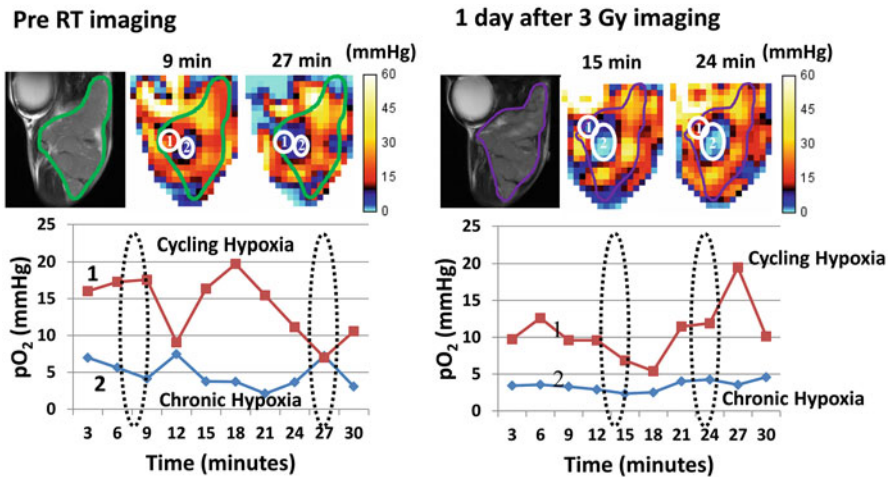 Pre RT imaging
9 min 27 min (mmHg)
60
45
30
15
0
1 2 1 2
25
20
15
10
5
0
pO₂ (mmHg)
Cycling Hypoxia
1
2
Chronic Hypoxia
3 6 9 12 15 18 21 24 27 30
Time (minutes)
1 day after 3 Gy imaging
15 min 24 min (mmHg)
60
45
30
15
0
1 2 1 2
25
20
15
10
5
0
pO₂ (mmHg)
Cycling Hypoxia
1
2
Chronic Hypoxia
3 6 9 12 15 18 21 24 27 30
Time (minutes)